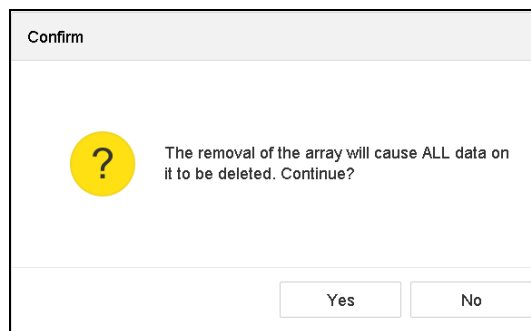 Confirm
?
The removal of the array will cause ALL data on
it to be deleted. Continue?
Yes
No